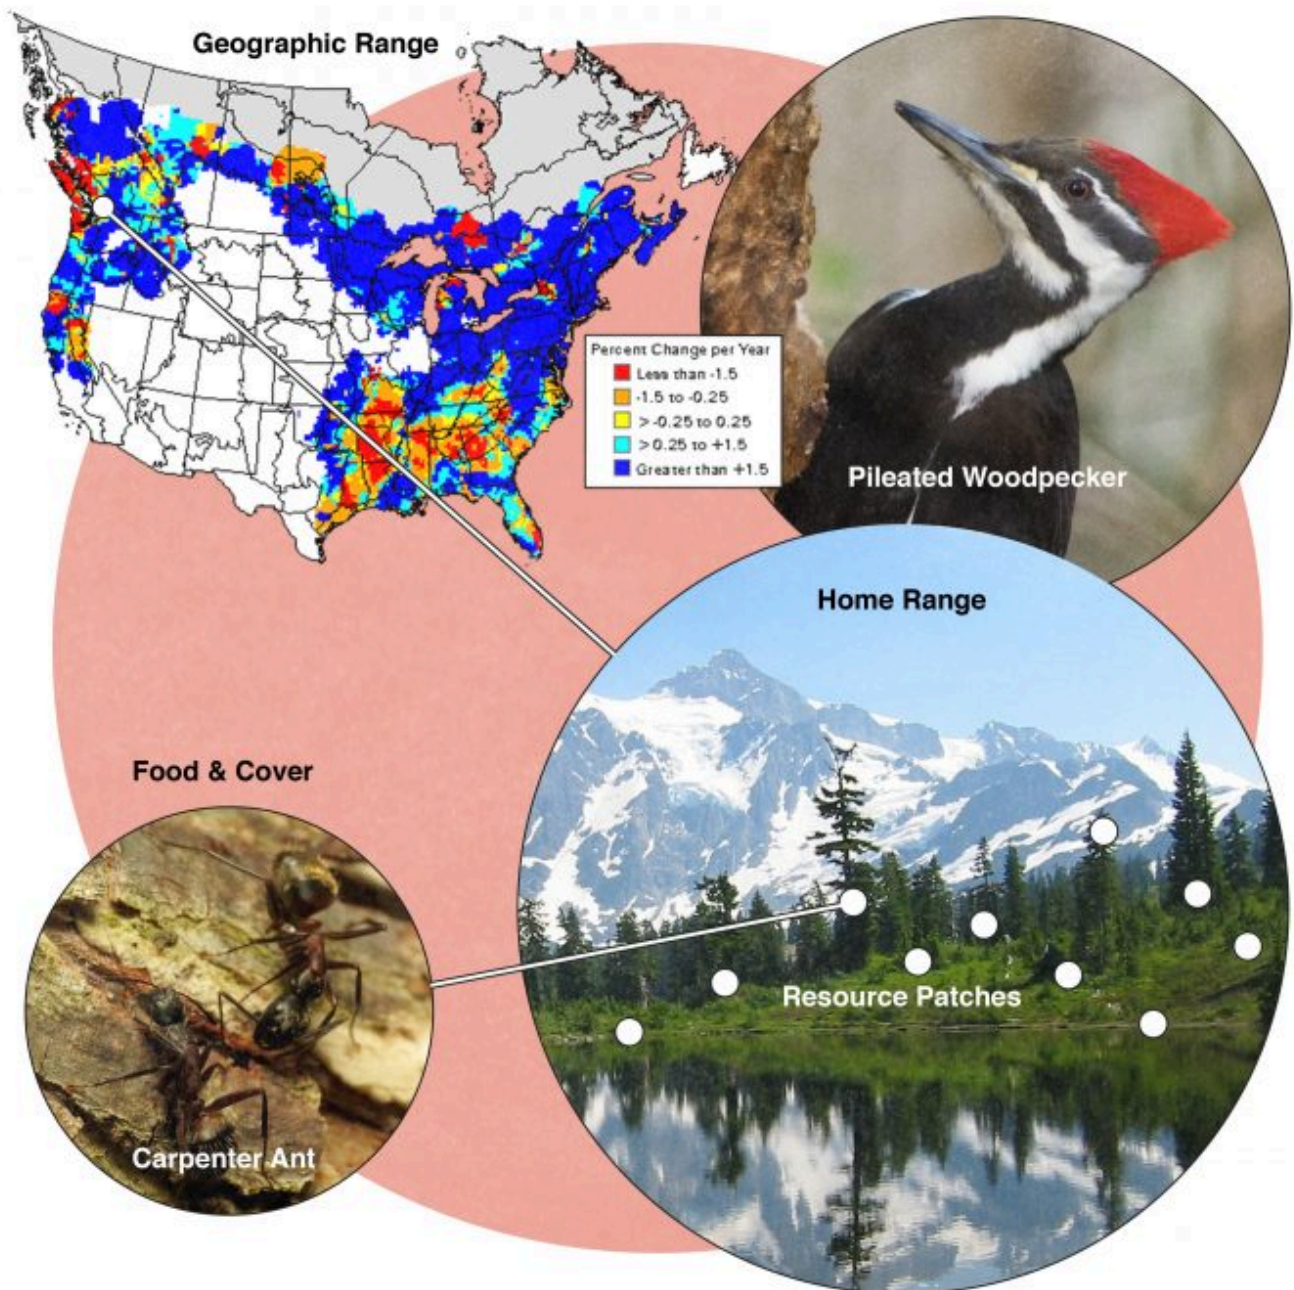 Geographic Range
Percent Change per Year
Less than -1.5
-1.5 to -0.25
> -0.25 to 0.25
> 0.25 to +1.5
Greater than +1.5
Pileated Woodpecker
Home Range
Food & Cover
Resource Patches
Carpenter Ant